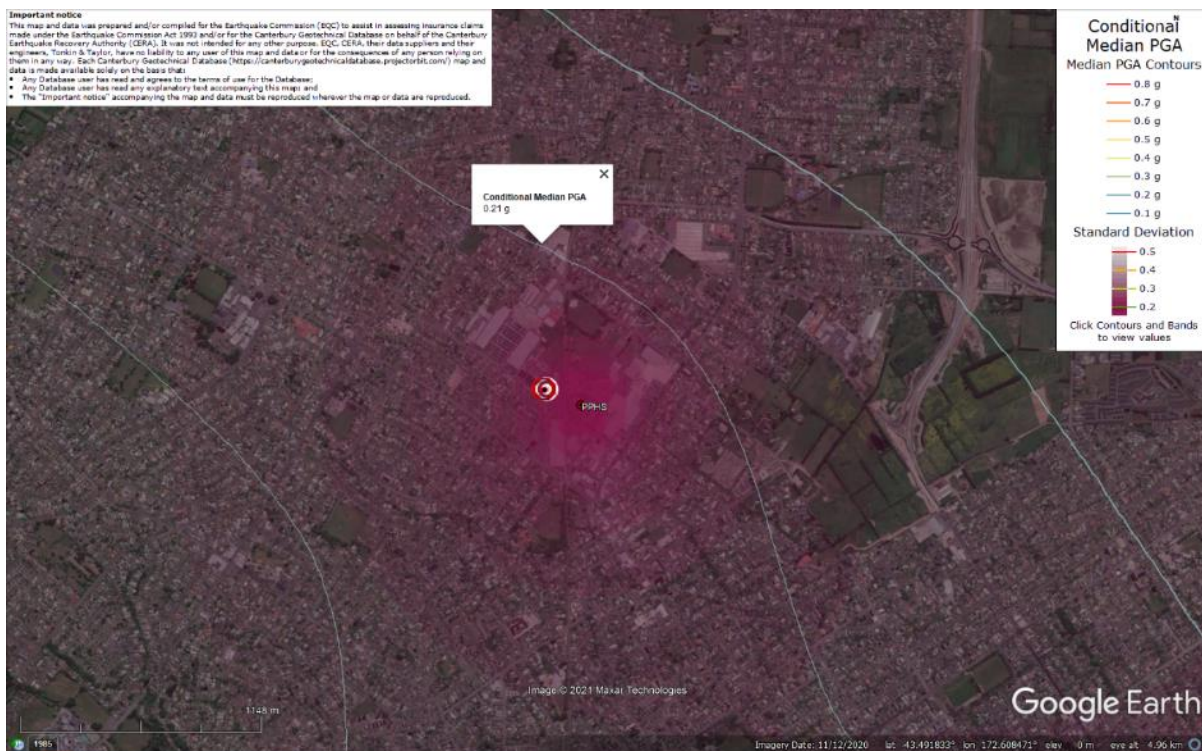 Important notice
This map and data was prepared and/or compiled for the Earthquake Commission (EQC) to assist in assessing insurance claims
made under the Earthquake Commission Act 1993 and/or for the Canterbury Geotechnical Database on behalf of the Canterbury
Earthquake Recovery Authority (CERA). It was not intended for any other purpose. EQC, CERA, their data suppliers and their
engineers, Tonkin & Taylor, have no liability to any user of this map and data or for the consequences of any person relying on
them in any way. Each Canterbury Geotechnical Database (https://canterburygeotechnicaldatabase.projectorbit.com/) map and
data is made available solely on the basis that:
• Any Database user has read and agrees to the terms of use for the Database;
• Any Database user has read any explanatory text accompanying this map; and
• The "Important notice" accompanying the map and data must be reproduced wherever the map or data are reproduced.
N
Conditional
Median PGA
Median PGA Contours
0.8 g
0.7 g
0.6 g
0.5 g
0.4 g
0.3 g
0.2 g
0.1 g
Standard Deviation
0.5
0.4
0.3
0.2
Click Contours and Bands
to view values
Conditional Median PGA
0.21 g
PPHS
Image © 2021 Maxar Technologies
1148 m
Google Earth
1985
Imagery Date: 11/12/2020 lat -43.491833° lon 172.608471° elev 0 m eye alt 4.96 km